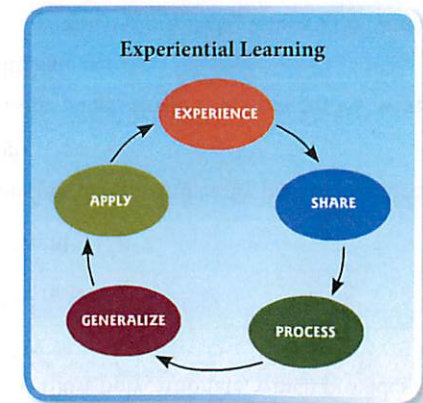 Experiential Learning
EXPERIENCE
SHARE
PROCESS
GENERALIZE
APPLY